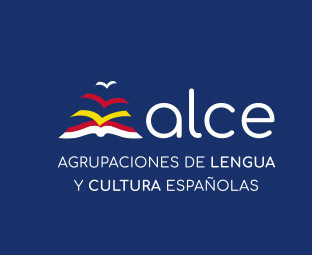 alce
AGRUPACIONES DE LENGUA
Y CULTURA ESPAÑOLAS